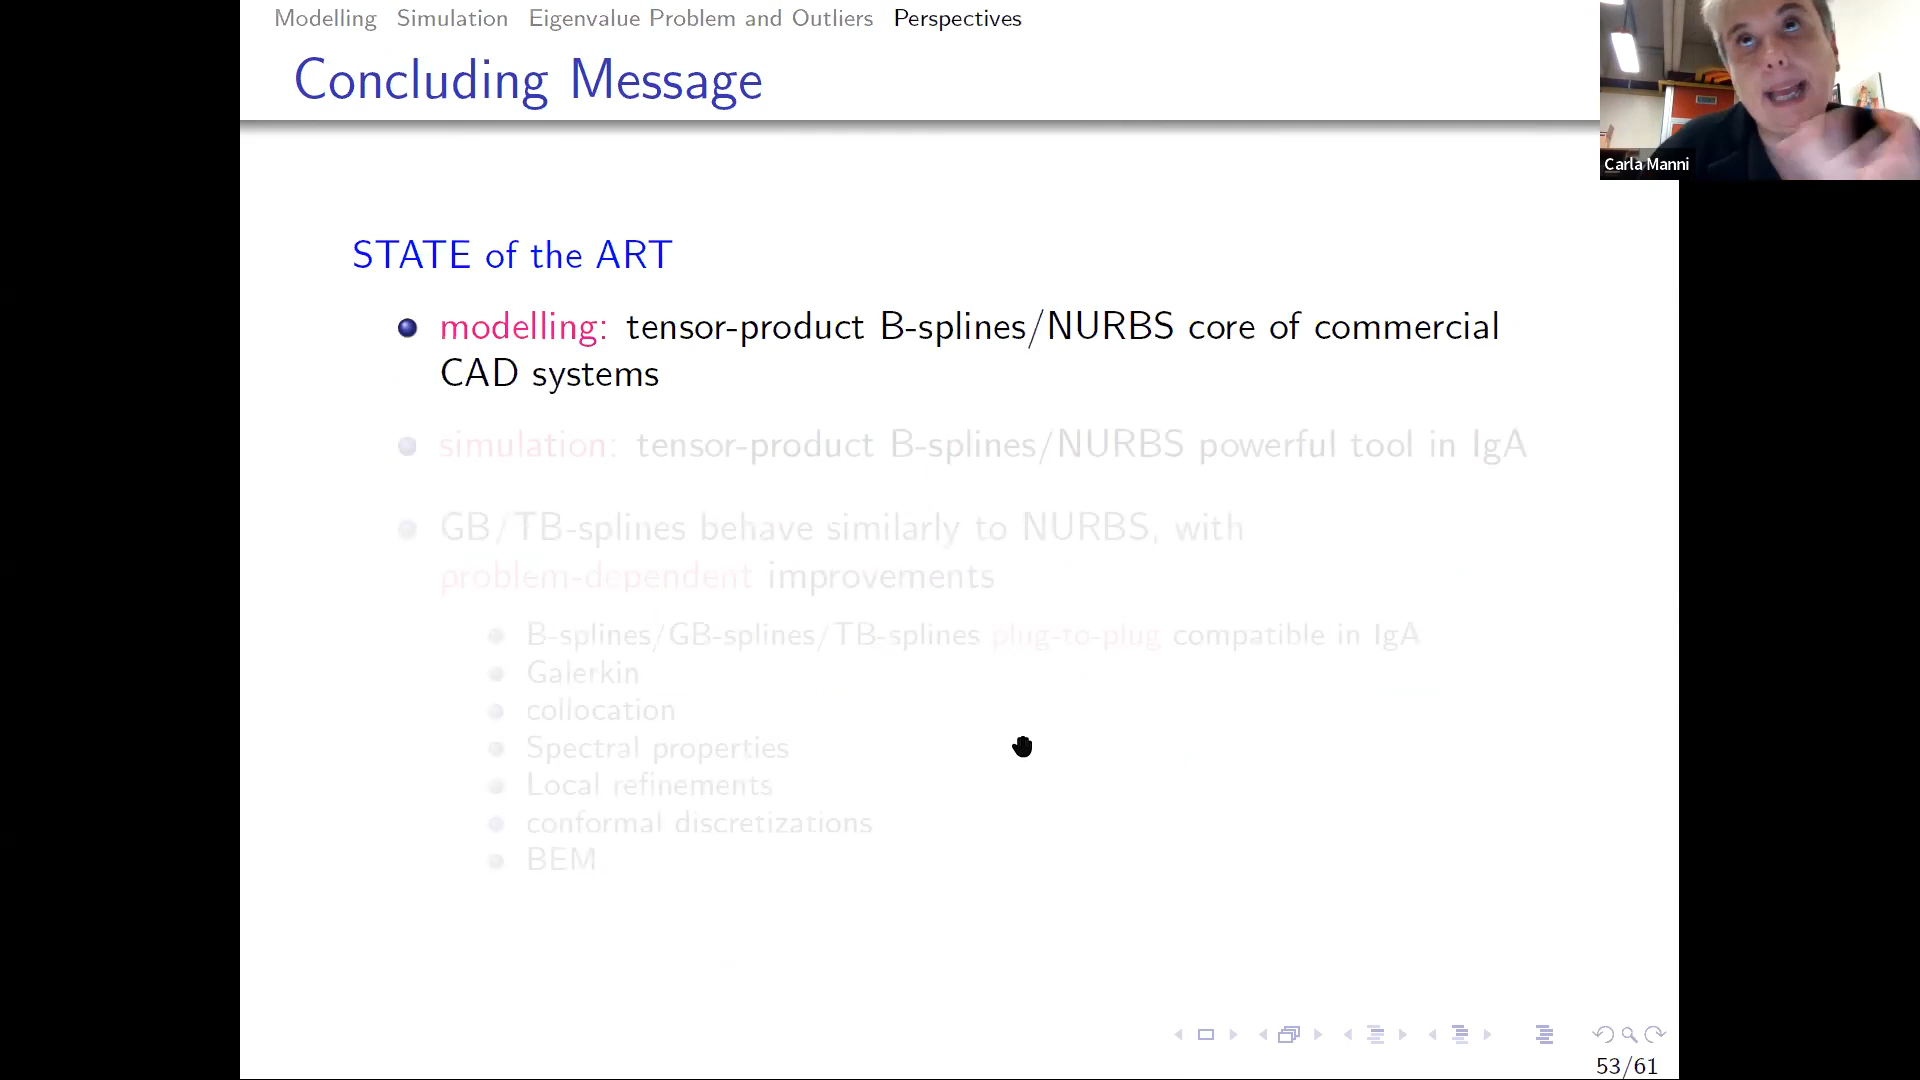 Modelling Simulation Eigenvalue Problem and Outliers Perspectives
Concluding Message
Carla Manni
STATE of the ART
modelling: tensor-product B-splines/NURBS core of commercial
CAD systems
simulation: tensor-product B-splines/NURBS powerful tool in IgA
GB/TB-splines behave similarly to NURBS, with
problem-dependent improvements
B-splines/GB-splines/TB-splines plug-to-plug compatible in IgA
Galerkin
collocation
Spectral properties
Local refinements
conformal discretizations
BEM
53/61